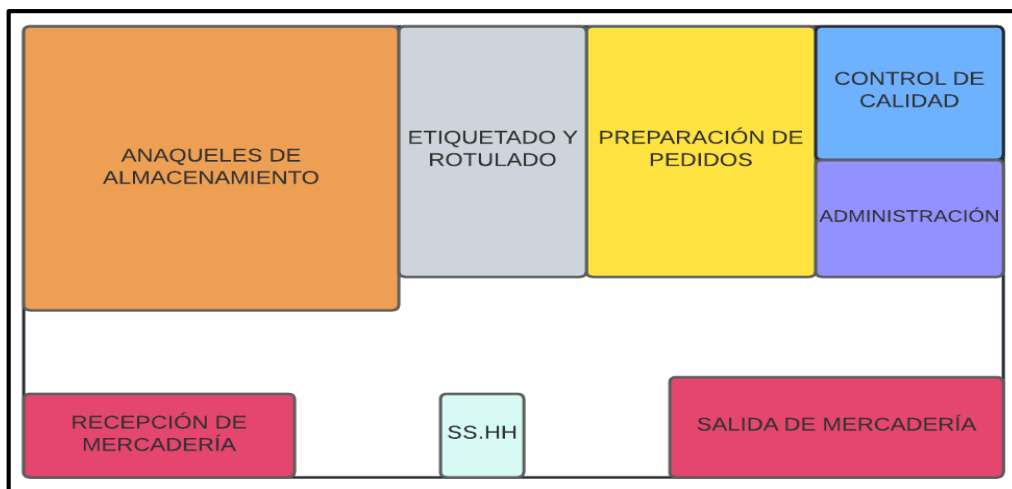 ANAQUELES DE
ALMACENAMIENTO
ETIQUETADO Y
ROTULADO
PREPARACIÓN DE
PEDIDOS
CONTROL DE
CALIDAD
ADMINISTRACIÓN
RECEPCIÓN DE
MERCADERÍA
SS.HH
SALIDA DE MERCADERÍA